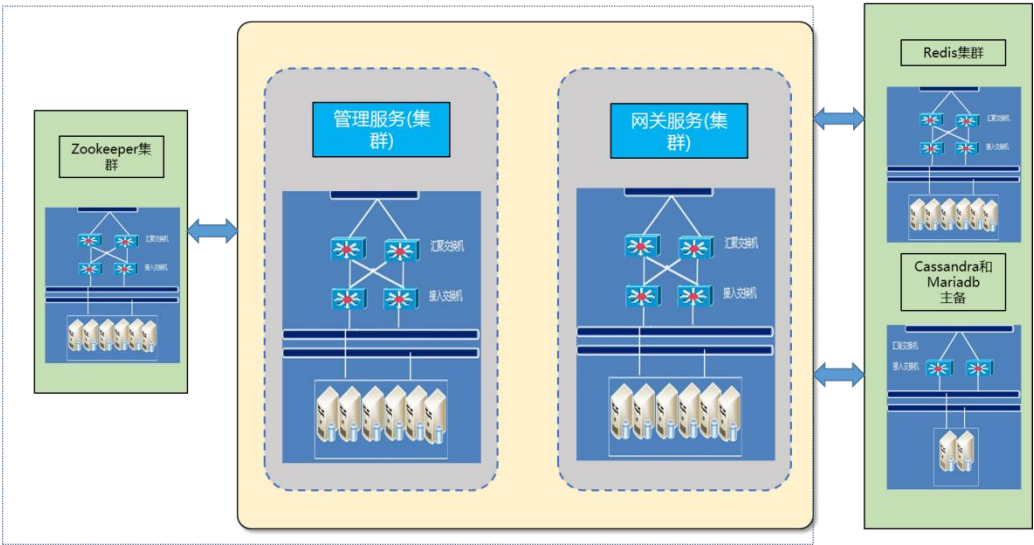 Zookeeper集
群
汇聚交换机
接入交换机
管理服务(集
群)
汇聚交换机
接入交换机
网关服务(集
群)
汇聚交换机
接入交换机
Redis集群
汇聚交换机
接入交换机
Cassandra和
Mariadb
主备
汇聚交换机
接入交换机